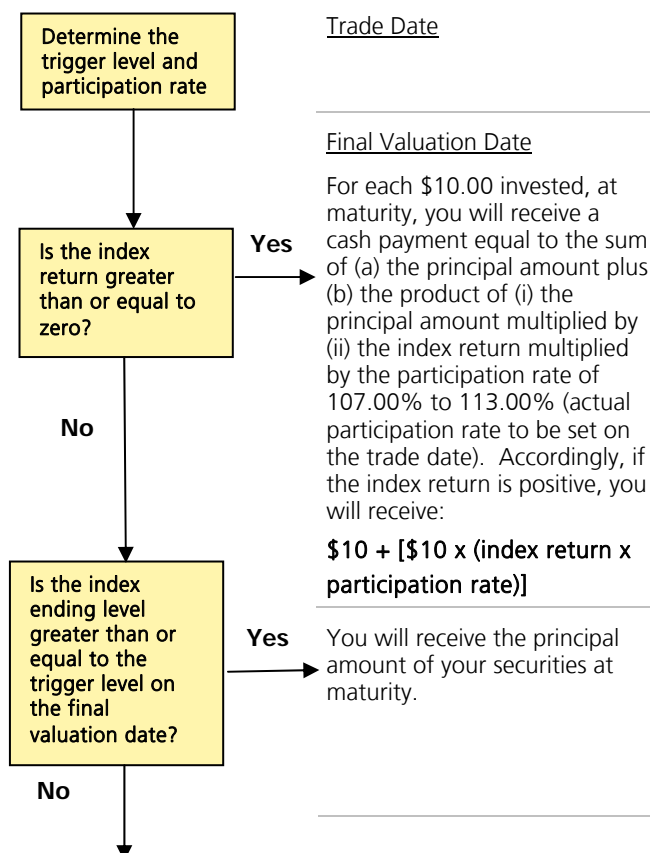 Determine the
trigger level and
participation rate
Trade Date
Final Valuation Date
Is the index
return greater
than or equal to
zero?
Yes
For each $10.00 invested, at
maturity, you will receive a
cash payment equal to the sum
of (a) the principal amount plus
(b) the product of (i) the
principal amount multiplied by
(ii) the index return multiplied
by the participation rate of
107.00% to 113.00% (actual
participation rate to be set on
the trade date). Accordingly, if
the index return is positive, you
will receive:
$10 + [$10 x (index return x
participation rate)]
No
Is the index
ending level
greater than or
equal to the
trigger level on
the final
valuation date?
Yes
You will receive the principal
amount of your securities at
maturity.
No